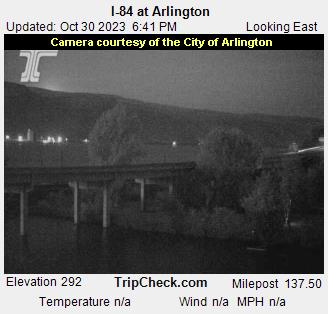 I-84 at Arlington
Updated: Oct 30 2023 6:41 PM Looking East
Camera courtesy of the City of Arlington
Elevation 292 TripCheck.com Milepost 137.50
Temperature n/a Wind n/a MPH n/a